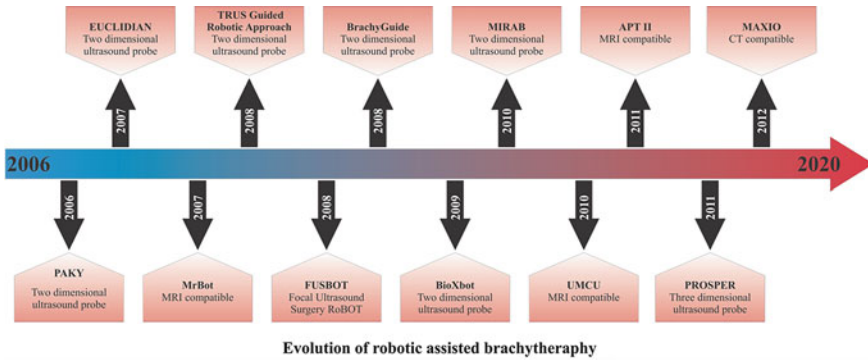 EUCLIDIAN
Two dimensional
ultrasound probe
TRUS Guided
Robotic Approach
Two dimensional
ultrasound probe
BrachyGuide
Two dimensional
ultrasound probe
MIRAB
Two dimensional
ultrasound probe
APT II
MRI compatible
MAXIO
CT compatible
2007
2008
2008
2010
2011
2012
2006
2020
2006
2007
2008
2009
2010
2011
PAKY
Two dimensional
ultrasound probe
MrBot
MRI compatible
FUSBOT
Focal Ultrasound
Surgery RoBOT
BioXbot
Two dimensional
ultrasound probe
UMCU
MRI compatible
PROSPER
Three dimensional
ultrasound probe
Evolution of robotic assisted brachytheraphy